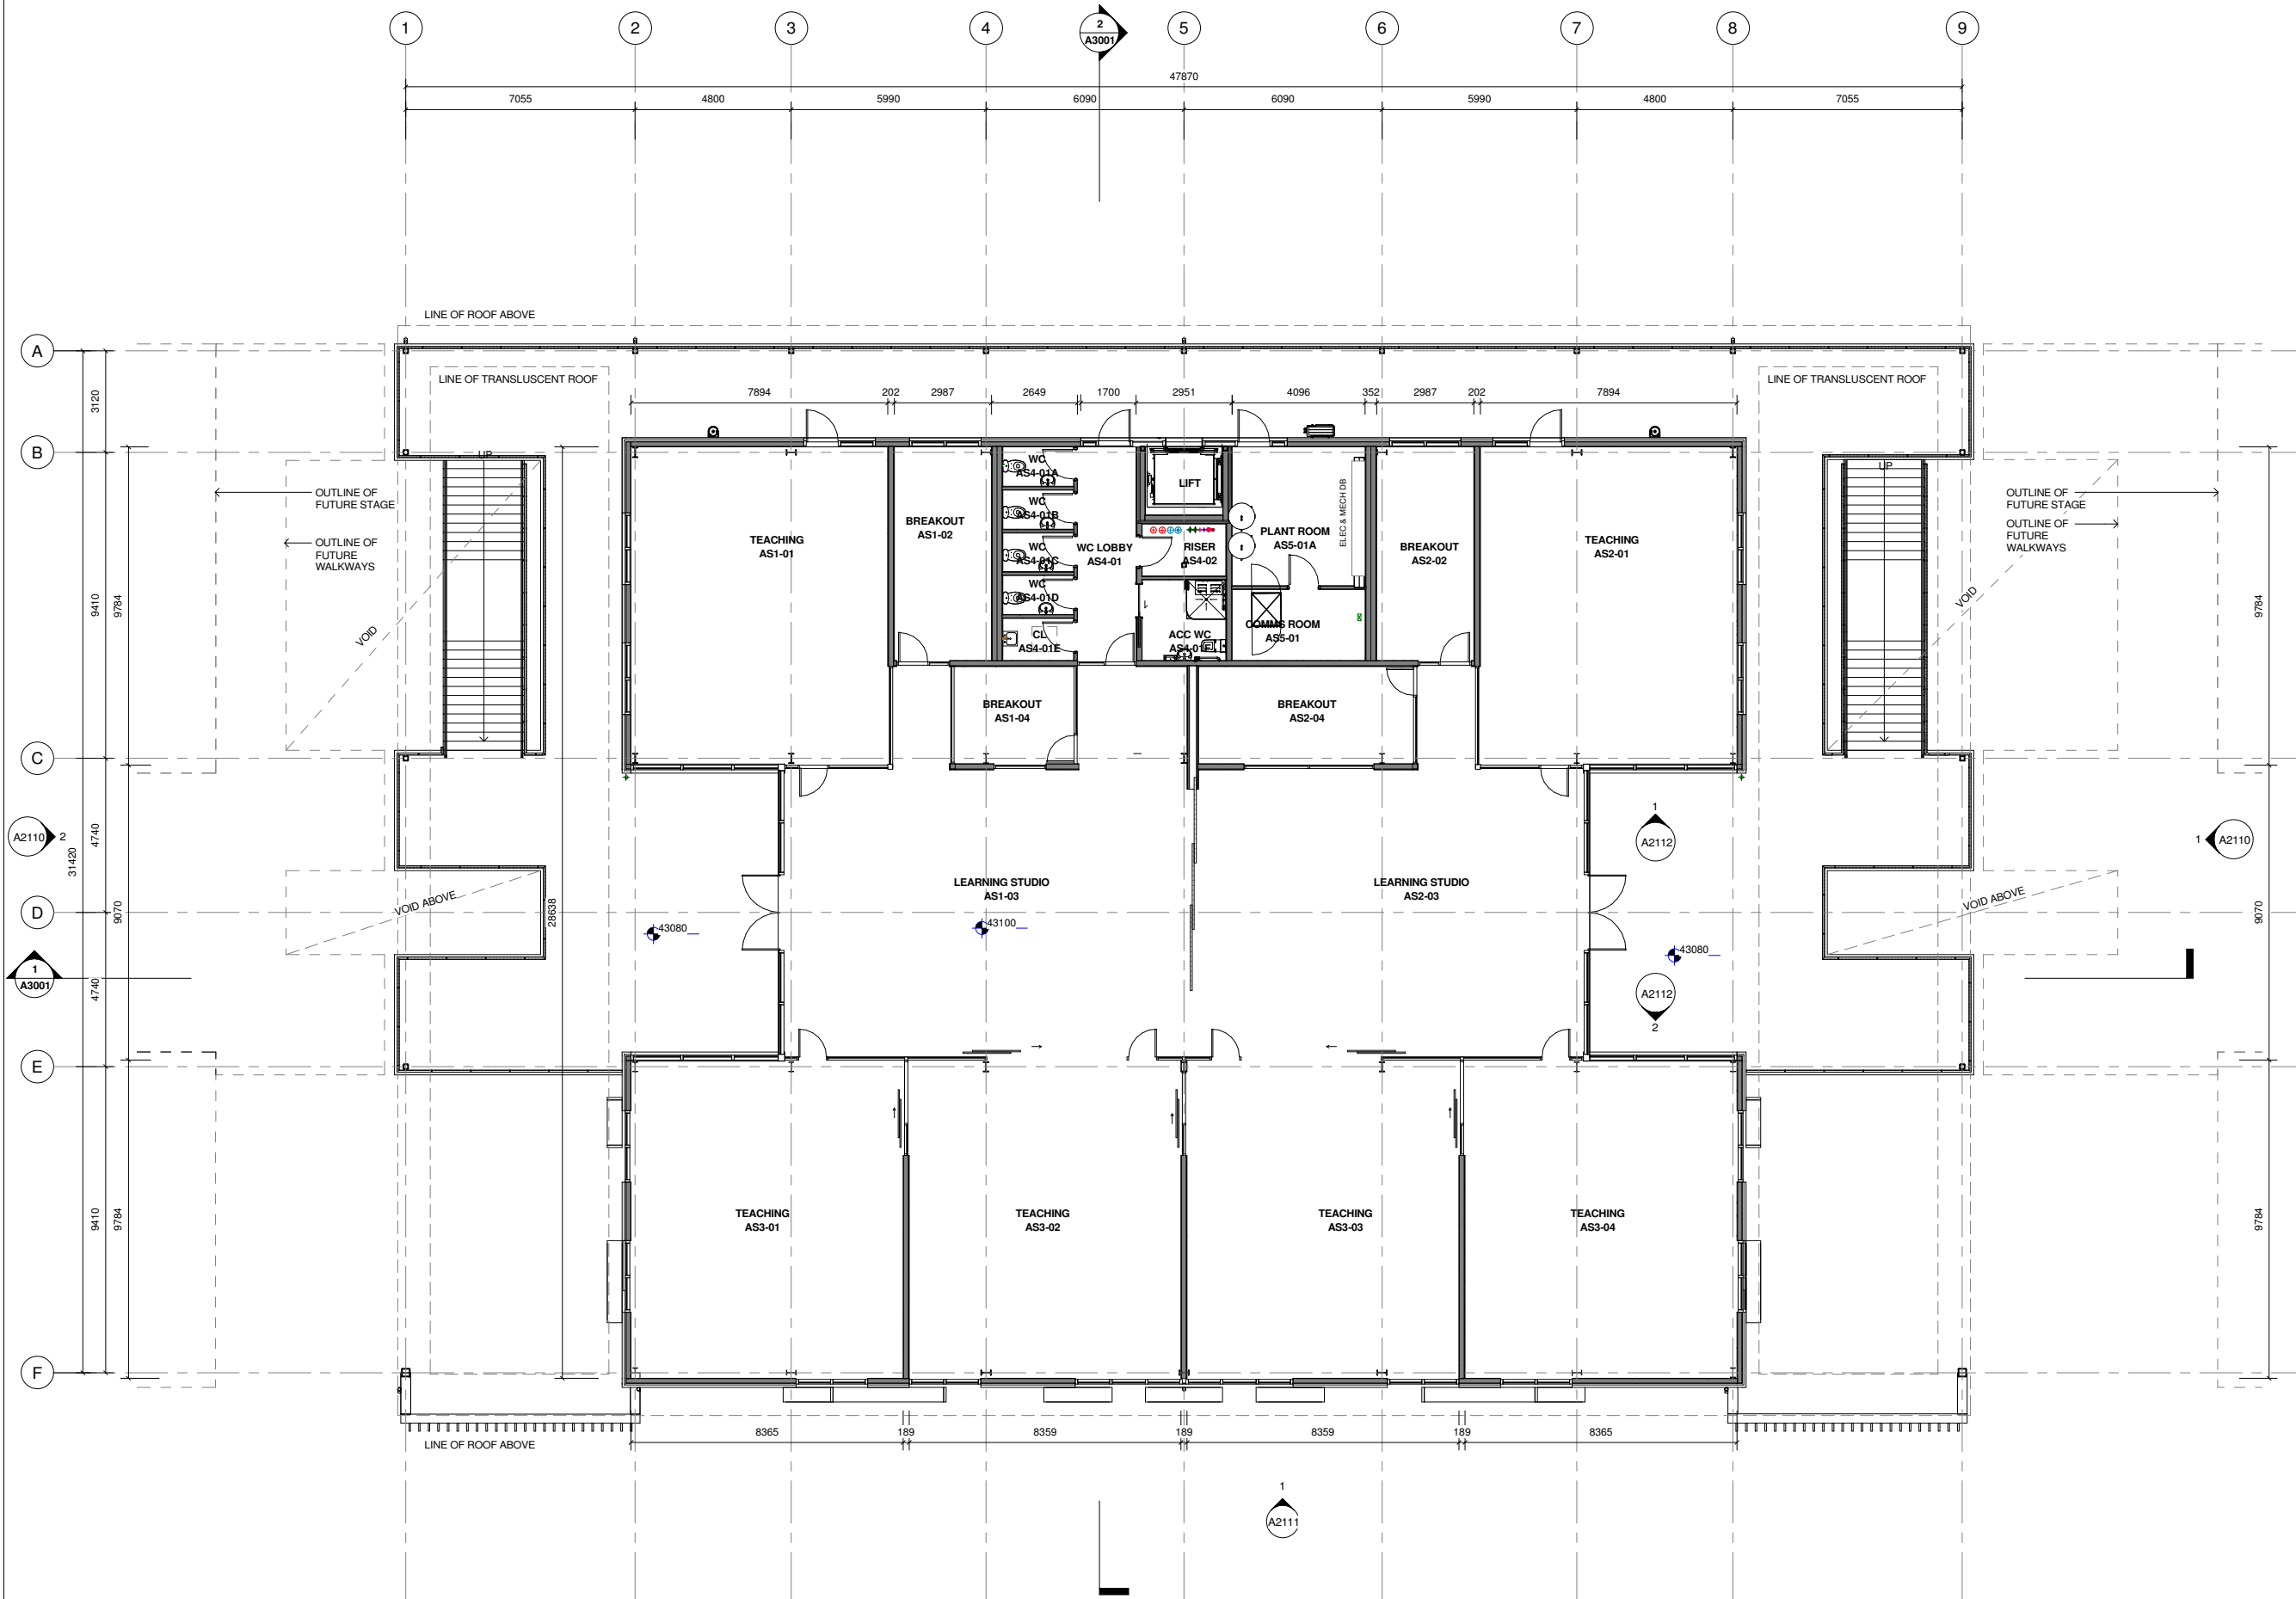 1 2 3 4 5 6 7 8 9
2
A3001
47870
7055 4800 5990 6090 6090 5990 4800 7055
LINE OF ROOF ABOVE
A
LINE OF TRANSLUSCENT ROOF
LINE OF TRANSLUSCENT ROOF
3120
7894 202 2987 2649 1700 2951 4096 352 2987 202 7894
B
UP
UP
WC
AS4-01A
LIFT
OUTLINE OF
FUTURE STAGE
OUTLINE OF
FUTURE STAGE
WC
AS4-01B
ELEC & MECH DB
BREAKOUT
AS1-02
OUTLINE OF
FUTURE
WALKWAYS
OUTLINE OF
FUTURE
WALKWAYS
TEACHING
AS1-01
WC
AS4-01C
WC LOBBY
AS4-01
RISER
AS4-02
PLANT ROOM
AS5-01A
BREAKOUT
AS2-02
TEACHING
AS2-01
WC
AS4-01D
9410
9784
9784
VOID
VOID
CL
AS4-01E
ACC WC
AS4-01F
COMMS ROOM
AS5-01
BREAKOUT
AS1-04
BREAKOUT
AS2-04
C
1
A2112
A2110 2
1 A2110
4740
31420
LEARNING STUDIO
AS1-03
LEARNING STUDIO
AS2-03
VOID ABOVE
VOID ABOVE
D
9070
28638
9070
43080
43100
43080
1
A3001
4740
A2112
2
E
TEACHING
AS3-01
TEACHING
AS3-02
TEACHING
AS3-03
TEACHING
AS3-04
9410
9784
9784
F
8365 189 8359 189 8359 189 8365
LINE OF ROOF ABOVE
1
A2111